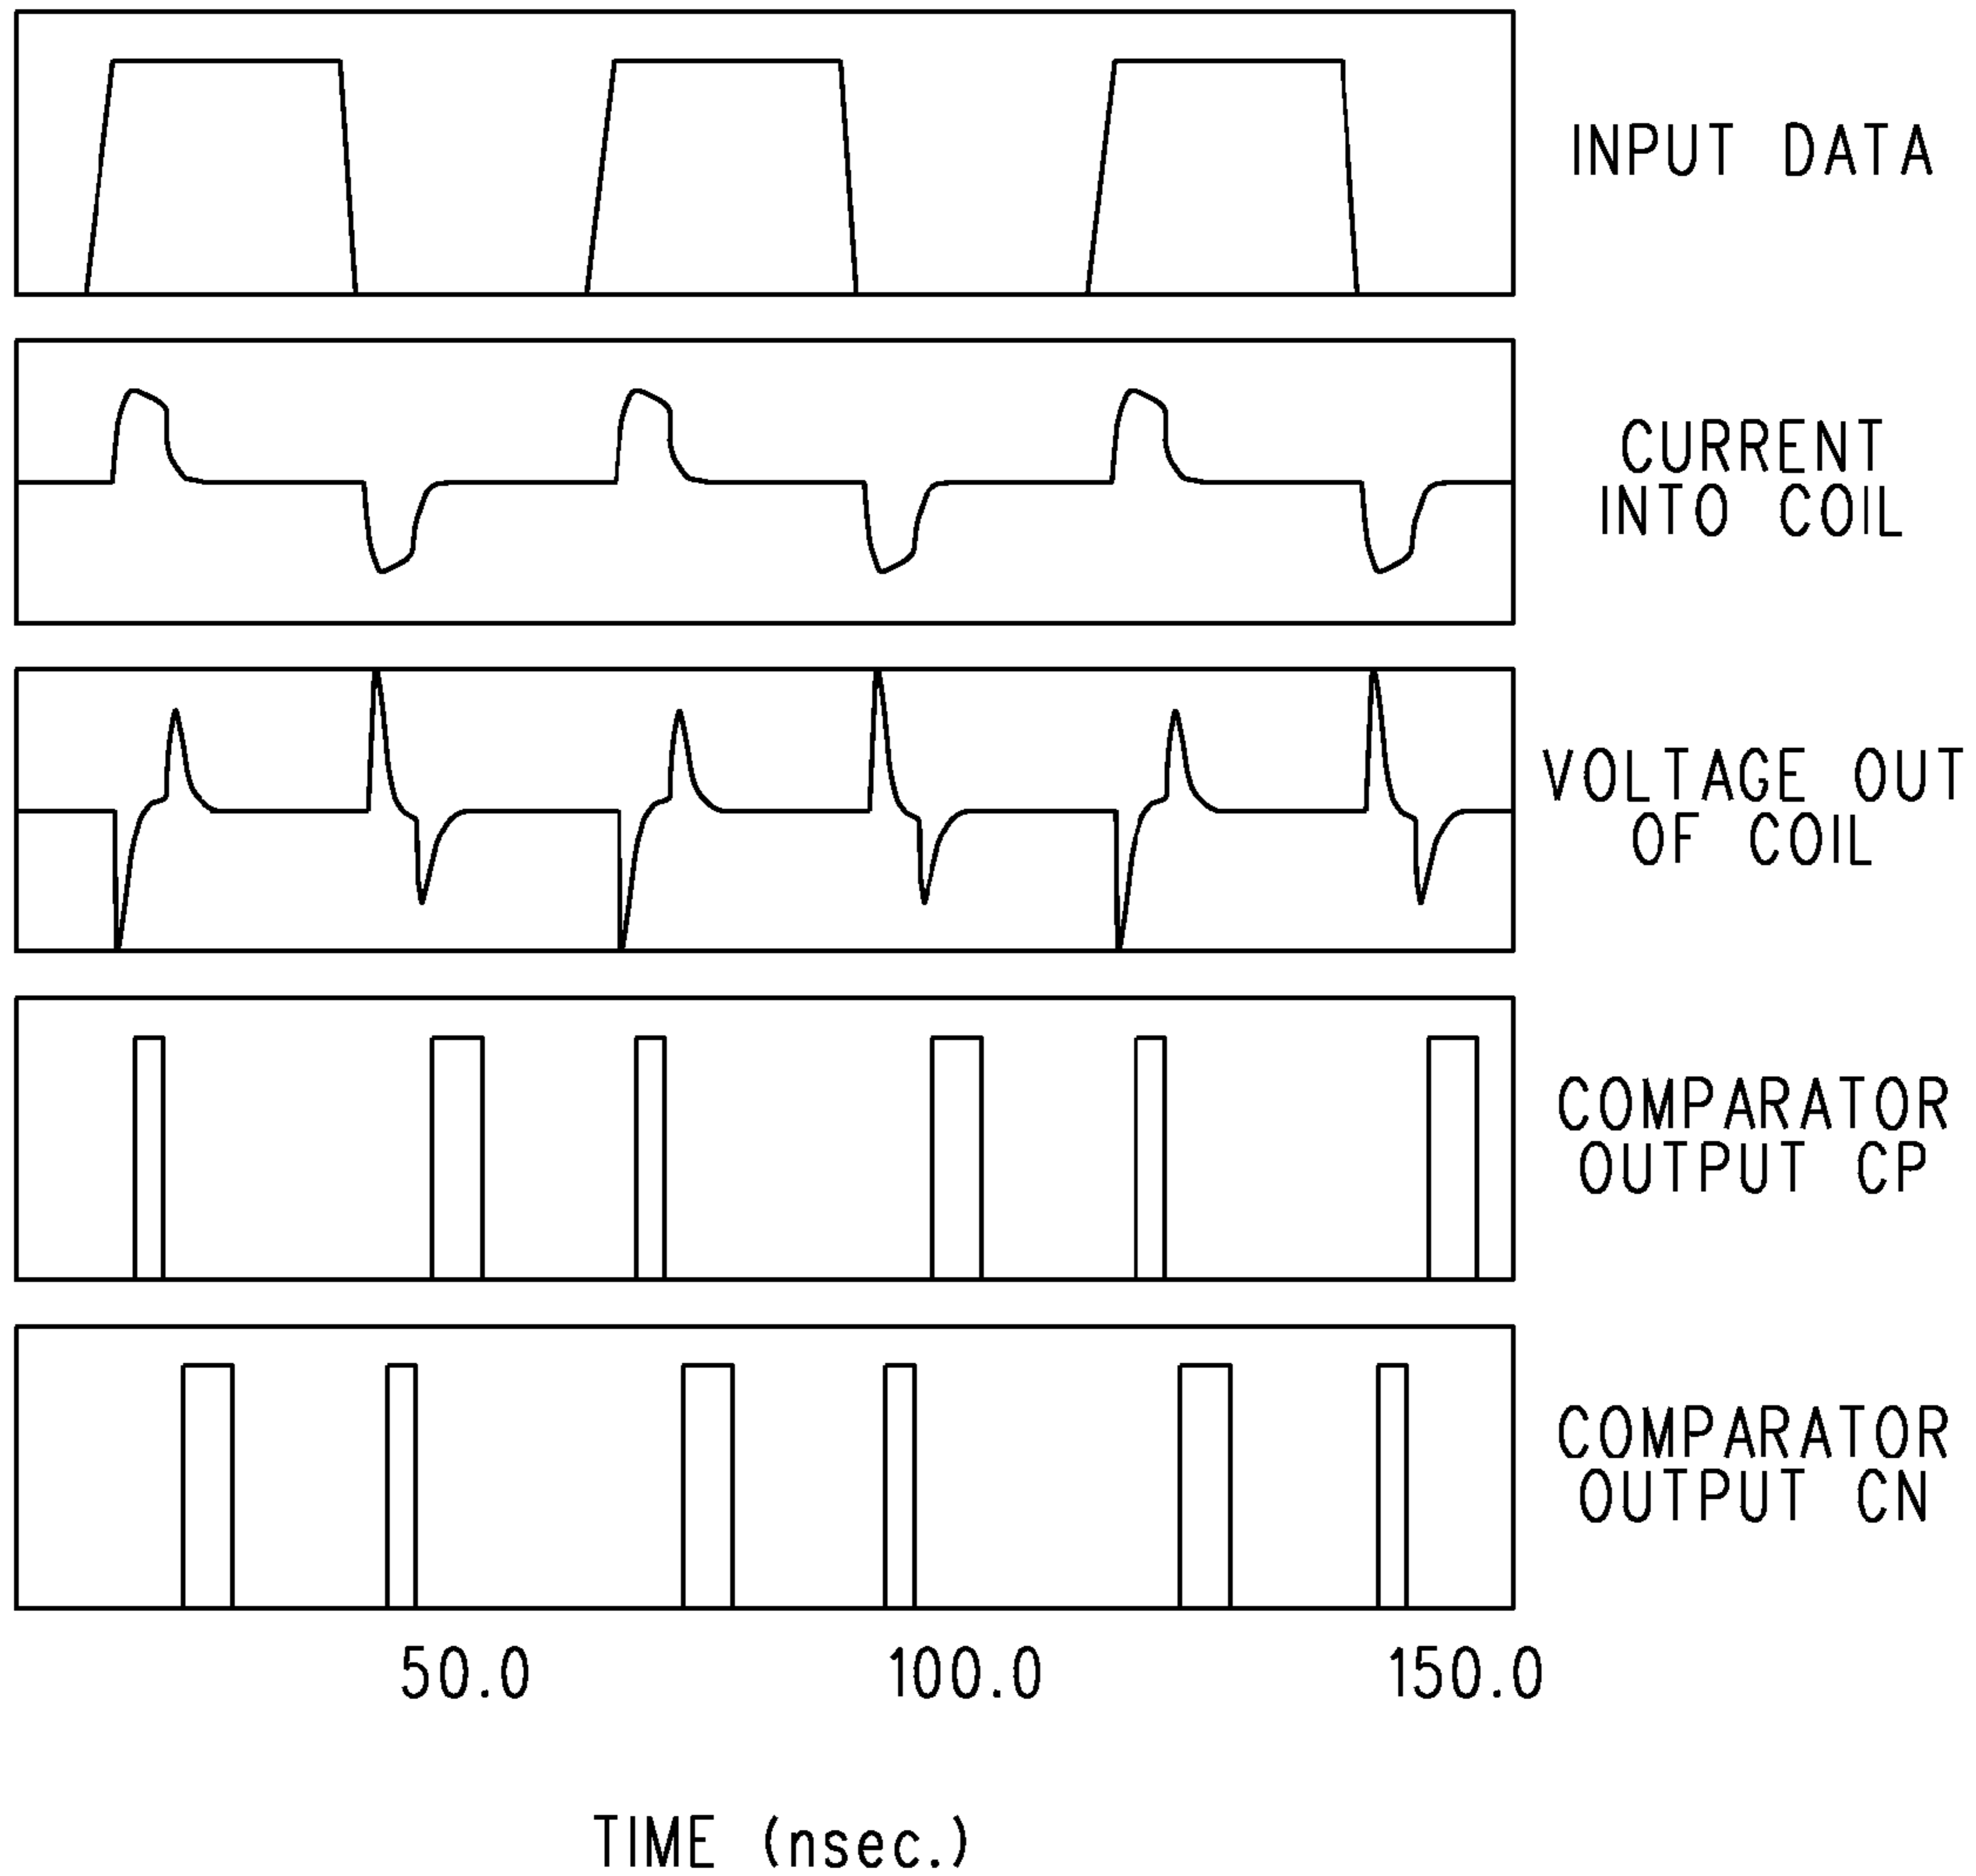 INPUT DATA
CURRENT
INTO COIL
VOLTAGE OUT
OF COIL
COMPARATOR
OUTPUT CP
COMPARATOR
OUTPUT CN
50.0 100.0 150.0
TIME (nsec.)